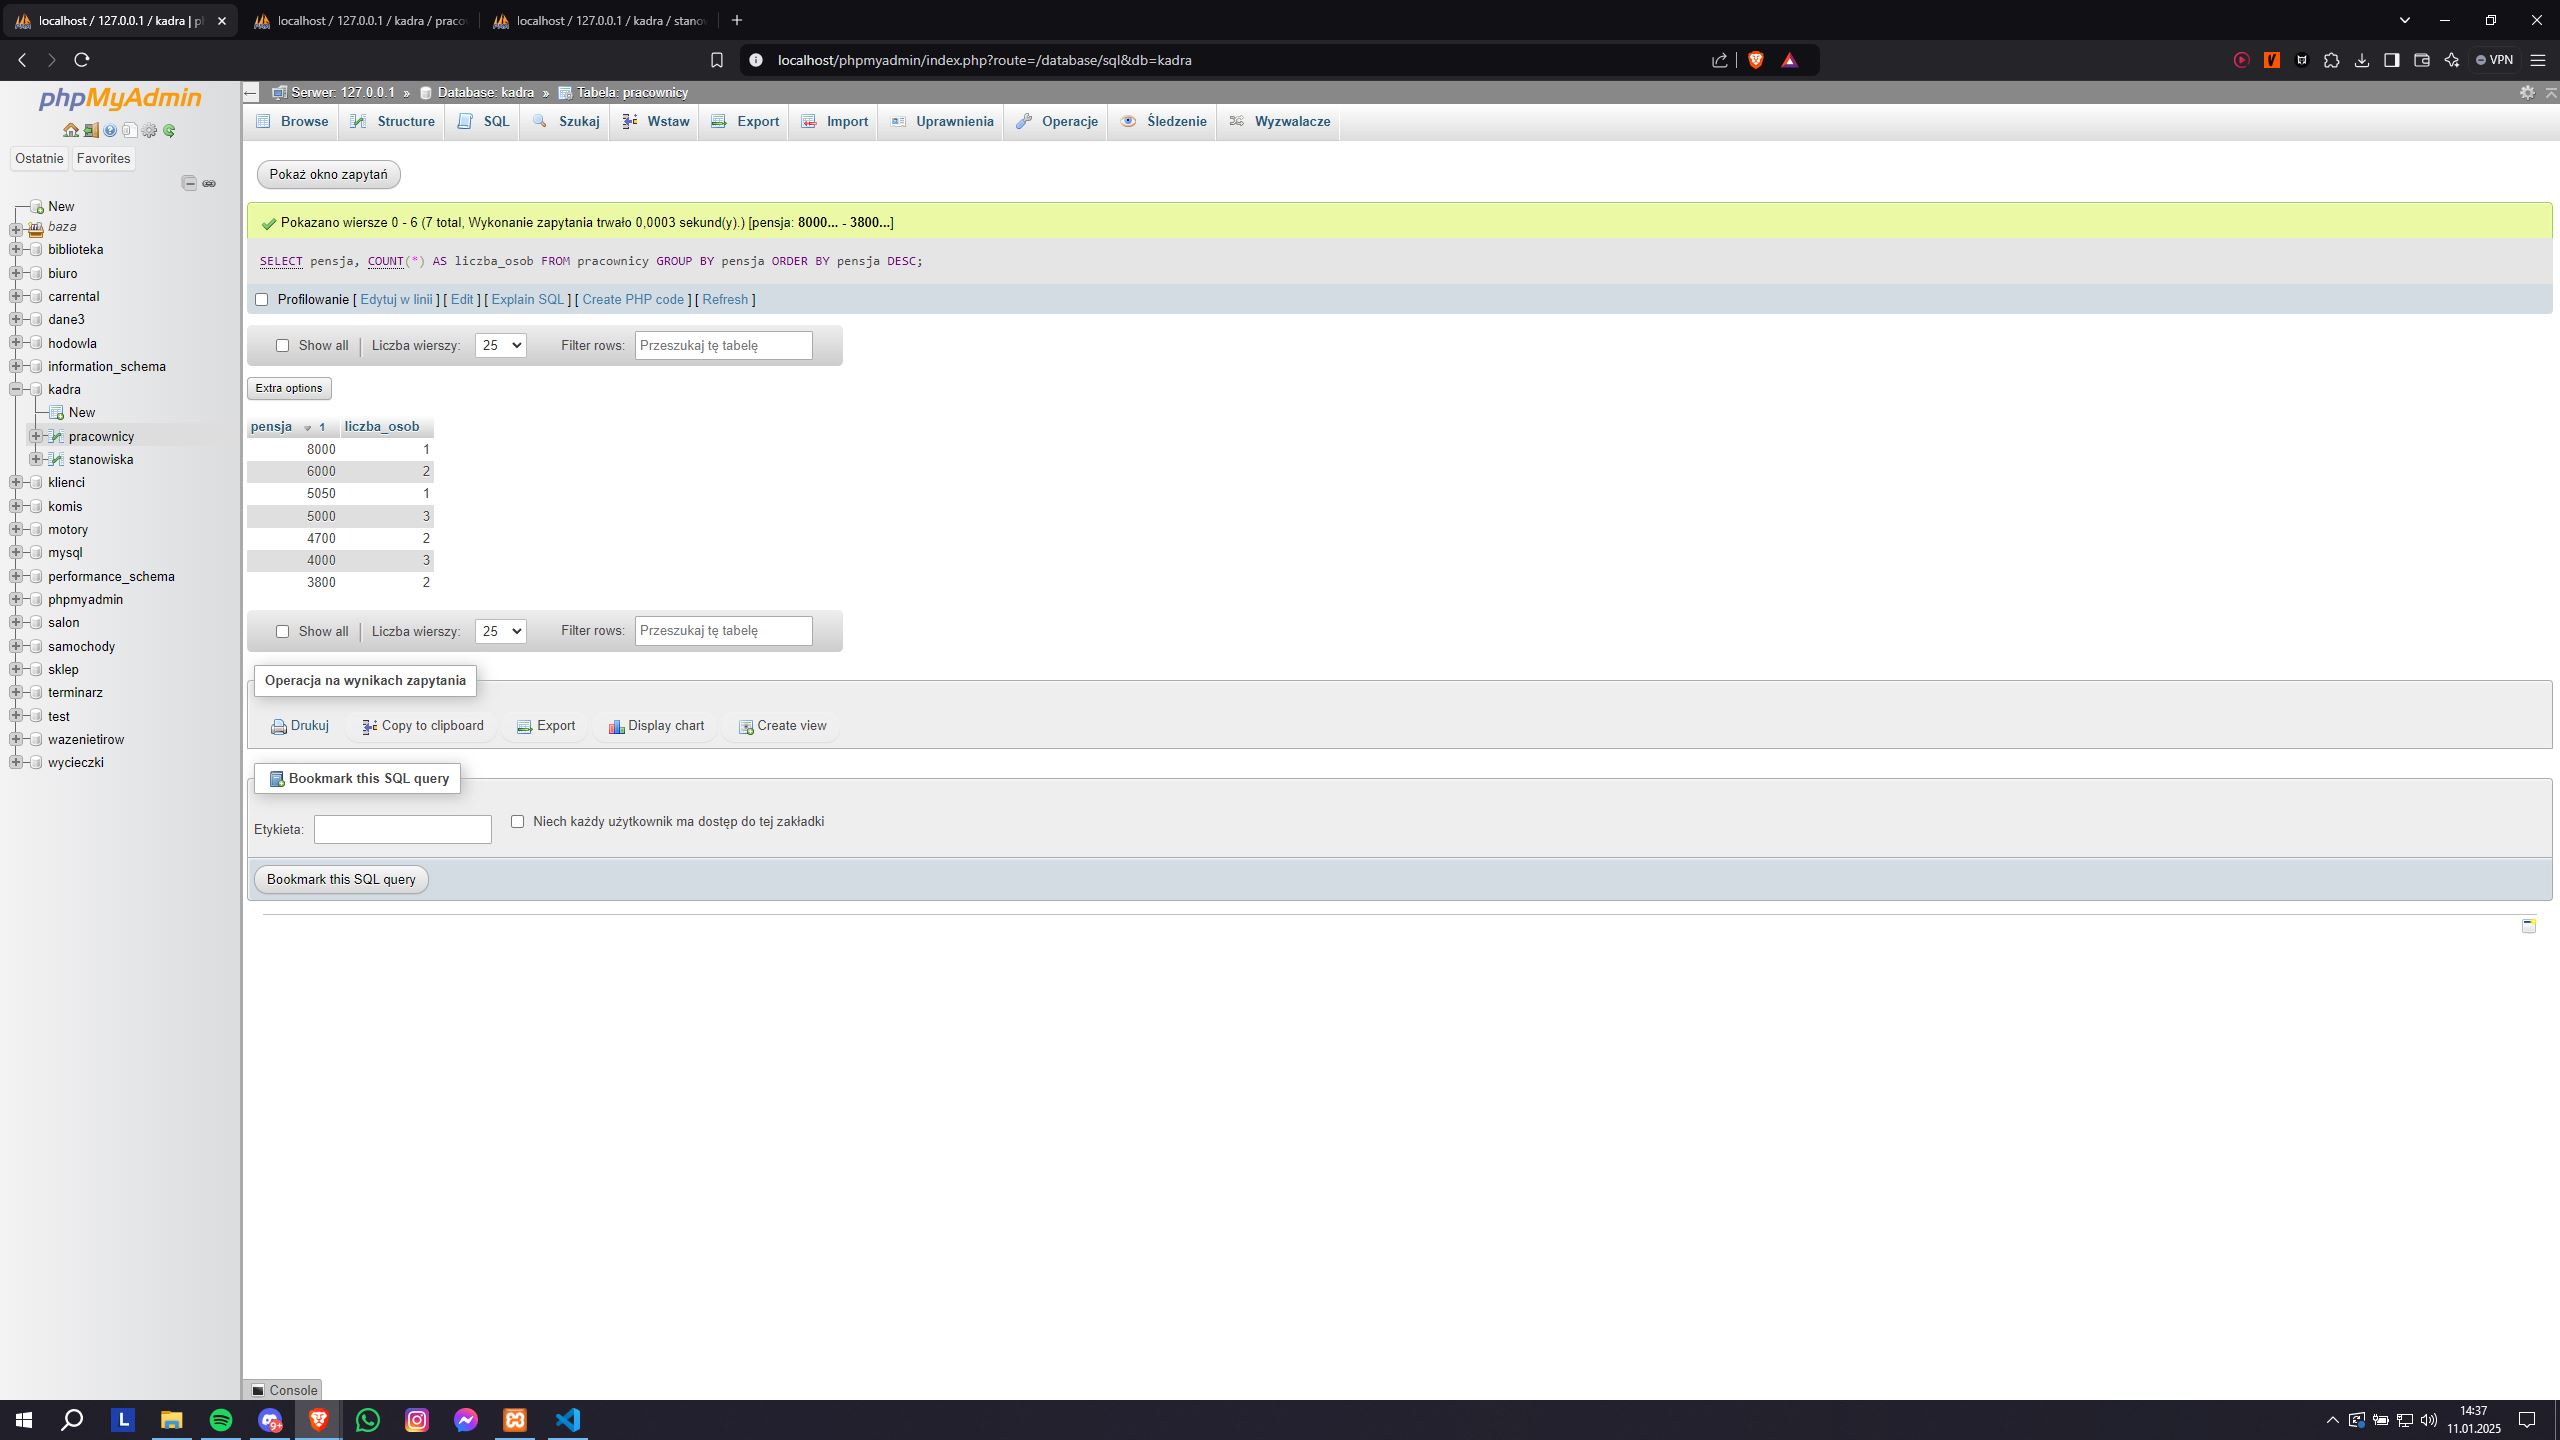 localhost / 127.0.0.1 / kadra | p
localhost / 127.0.0.1 / kadra / praco
localhost / 127.0.0.1 / kadra / stano
localhost/phpmyadmin/index.php?route=/database/sql&db=kadra
VPN
phpMyAdmin
Ostatnie
Favorites
New
baza
biblioteka
biuro
carrental
dane3
hodowla
information_schema
kadra
New
pracownicy
stanowiska
klienci
komis
motory
mysql
performance_schema
phpmyadmin
salon
samochody
sklep
terminarz
test
wazenietirow
wycieczki
Serwer: 127.0.0.1 » Database: kadra » Tabela: pracownicy
Browse Structure SQL Szukaj Wstaw Export Import Uprawnienia Operacje Śledzenie Wyzwalacze
Pokaż okno zapytań
Pokazano wiersze 0 - 6 (7 total, Wykonanie zapytania trwało 0,0003 sekund(y).) [pensja: 8000... - 3800...]
SELECT pensja, COUNT(*) AS liczba_osob FROM pracownicy GROUP BY pensja ORDER BY pensja DESC;
Profilowanie [ Edytuj w linii ] [ Edit ] [ Explain SQL ] [ Create PHP code ] [ Refresh ]
Show all | Liczba wierszy: 25 Filter rows: Przeszukaj tę tabelę
Extra options
pensja 1 liczba_osob
8000 1
6000 2
5050 1
5000 3
4700 2
4000 3
3800 2
Show all | Liczba wierszy: 25 Filter rows: Przeszukaj tę tabelę
Operacja na wynikach zapytania
Drukuj Copy to clipboard Export Display chart Create view
Bookmark this SQL query
Etykieta: Niech każdy użytkownik ma dostęp do tej zakładki
Bookmark this SQL query
Console
L
9+
14:37
11.01.2025